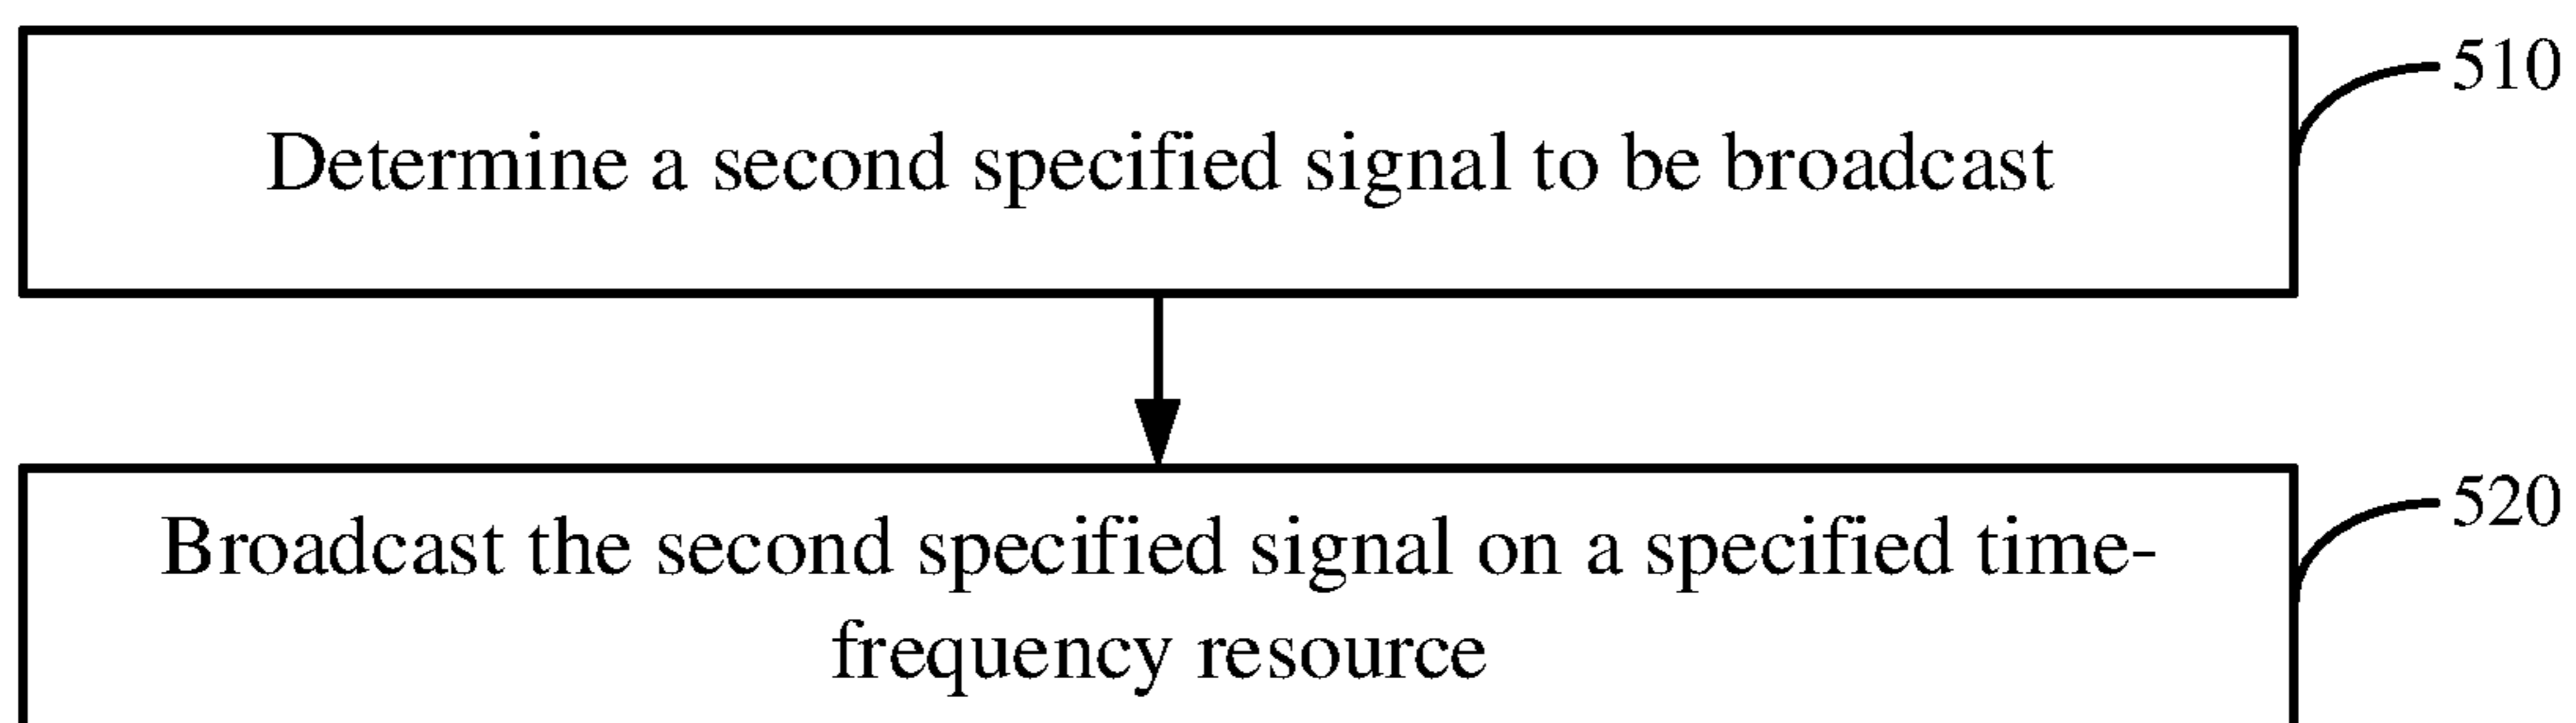 510
Determine a second specified signal to be broadcast
520
Broadcast the second specified signal on a specified time-
frequency resource